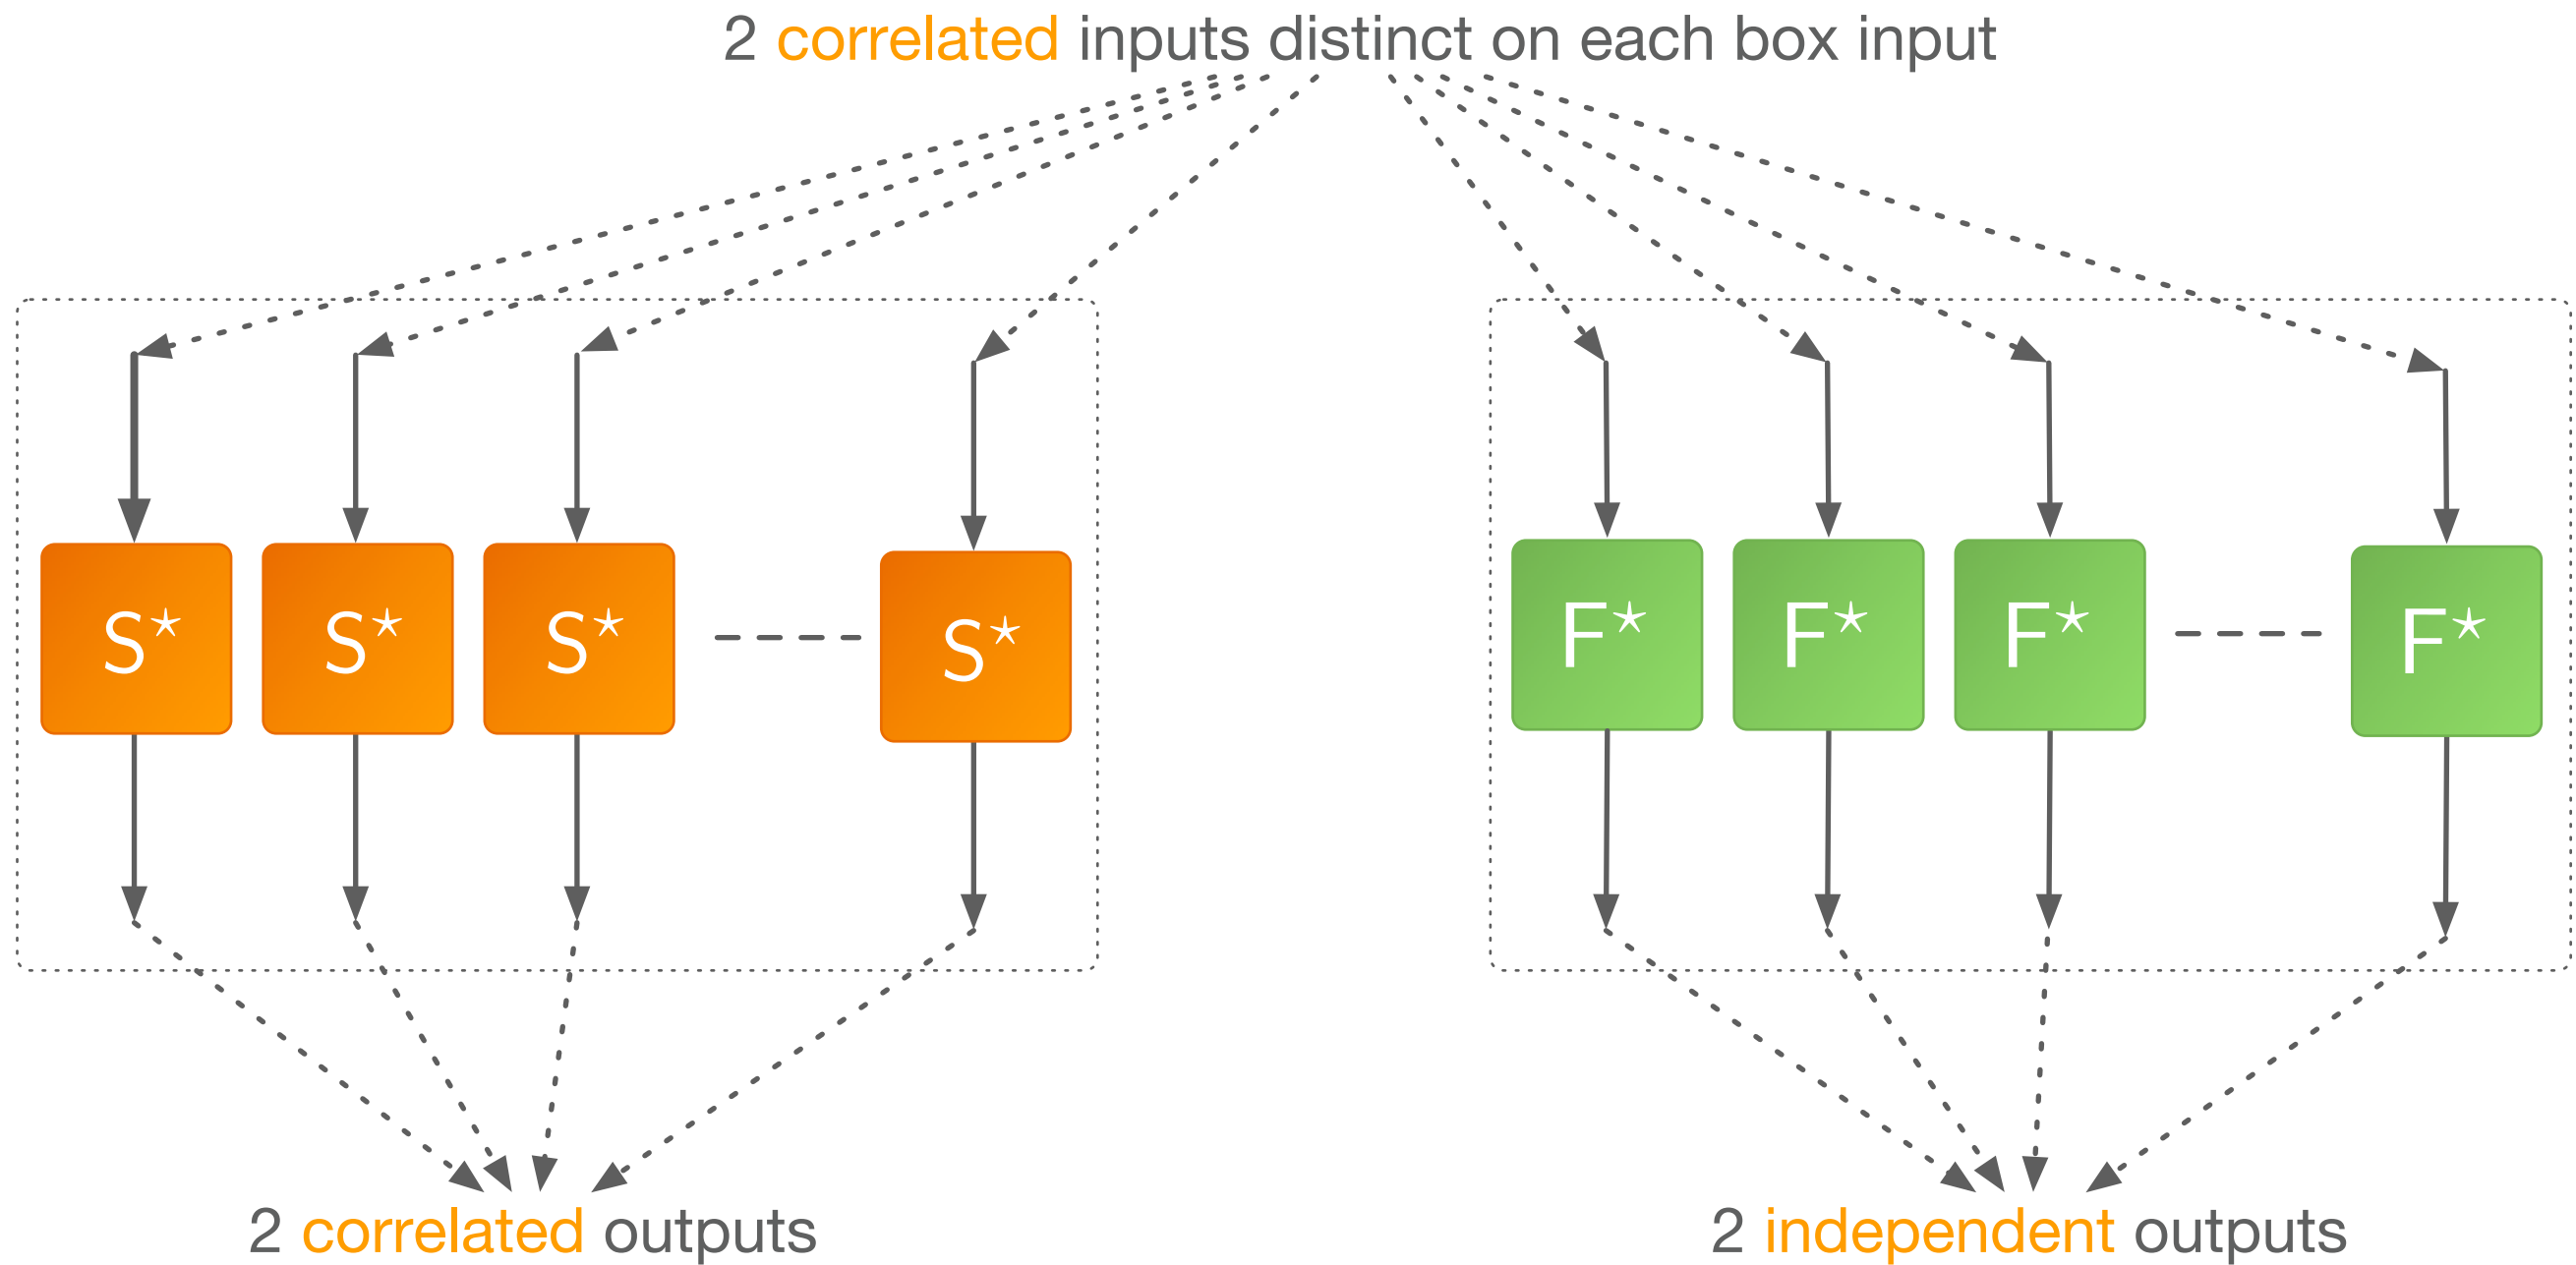 2 correlated inputs distinct on each box input
S* S* S* S* F* F* F* F*
2 correlated outputs
2 independent outputs